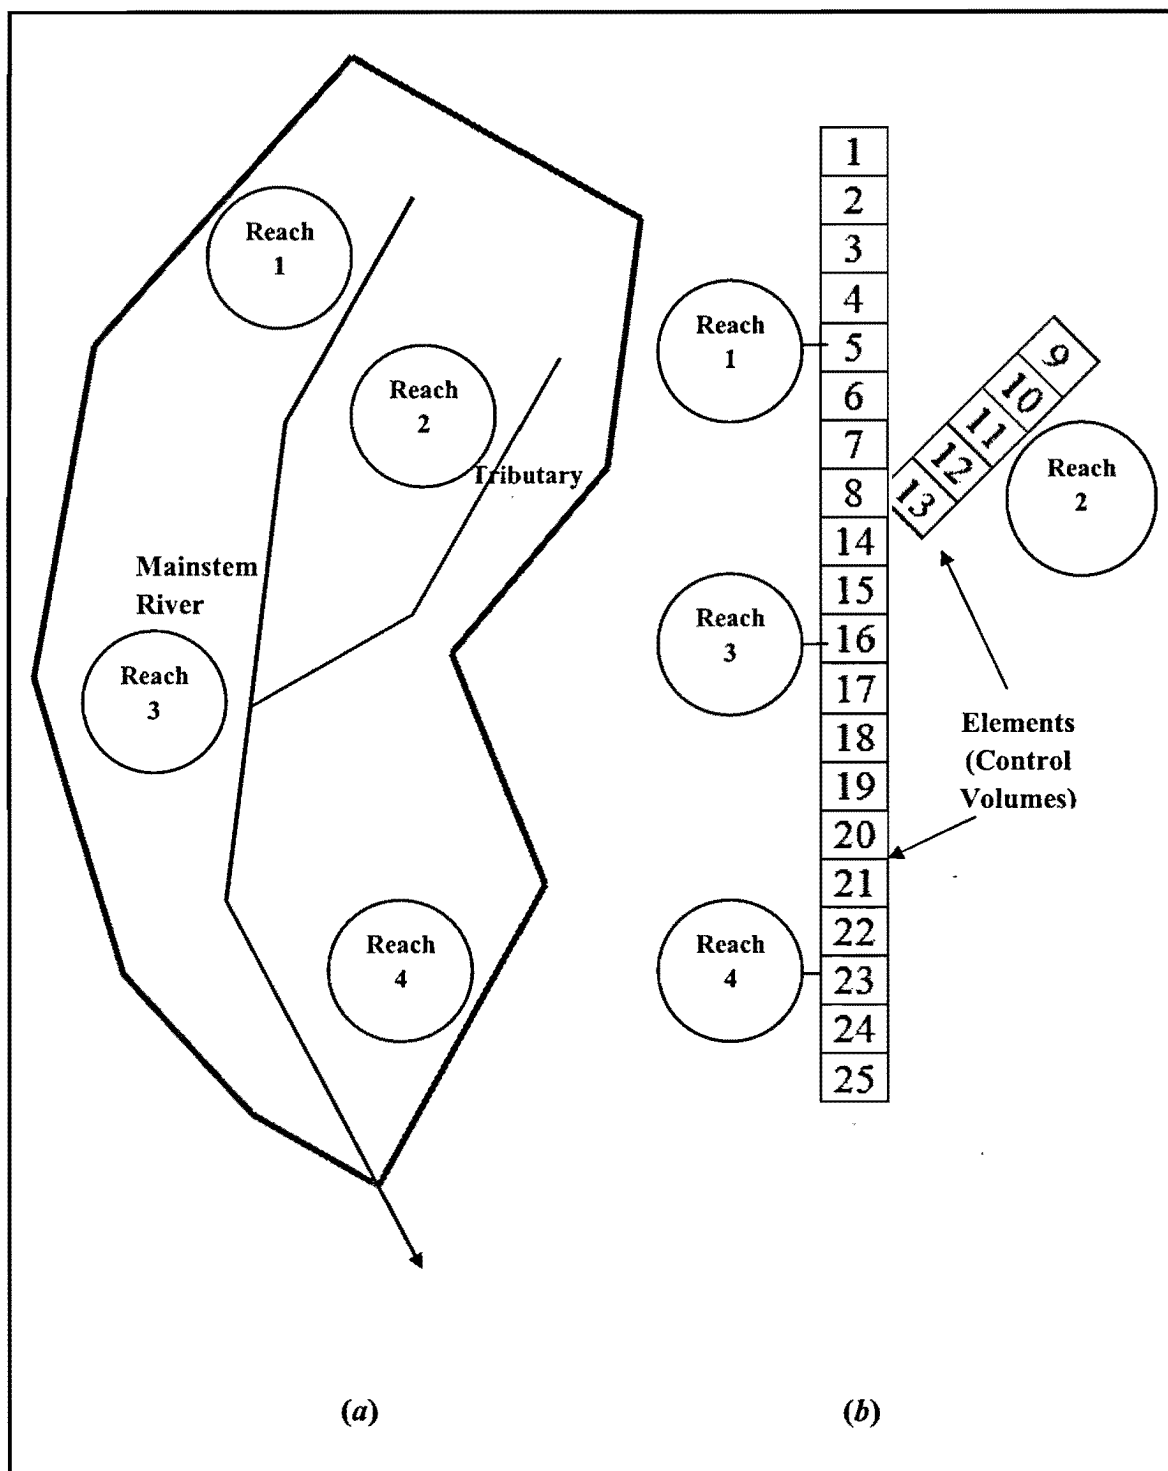 Reach
1
Reach
2
Tributary
Mainstem
River
Reach
3
Reach
4
(a)
1
2
3
4
5
6
7
8
14
15
16
17
18
19
20
21
22
23
24
25
9
10
11
12
13
Reach
1
Reach
2
Reach
3
Reach
4
Elements
(Control
Volumes)
(b)